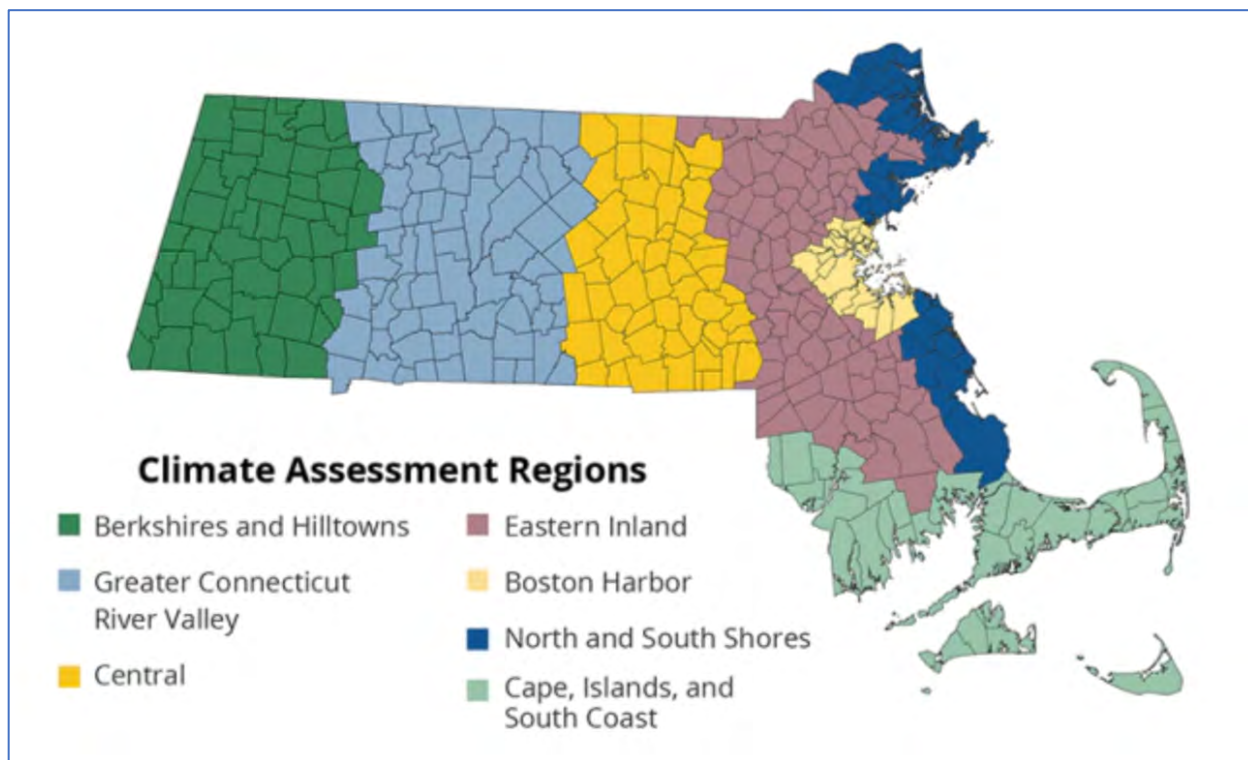 Climate Assessment Regions
Berkshires and Hilltowns
Greater Connecticut
River Valley
Central
Eastern Inland
Boston Harbor
North and South Shores
Cape, Islands, and
South Coast